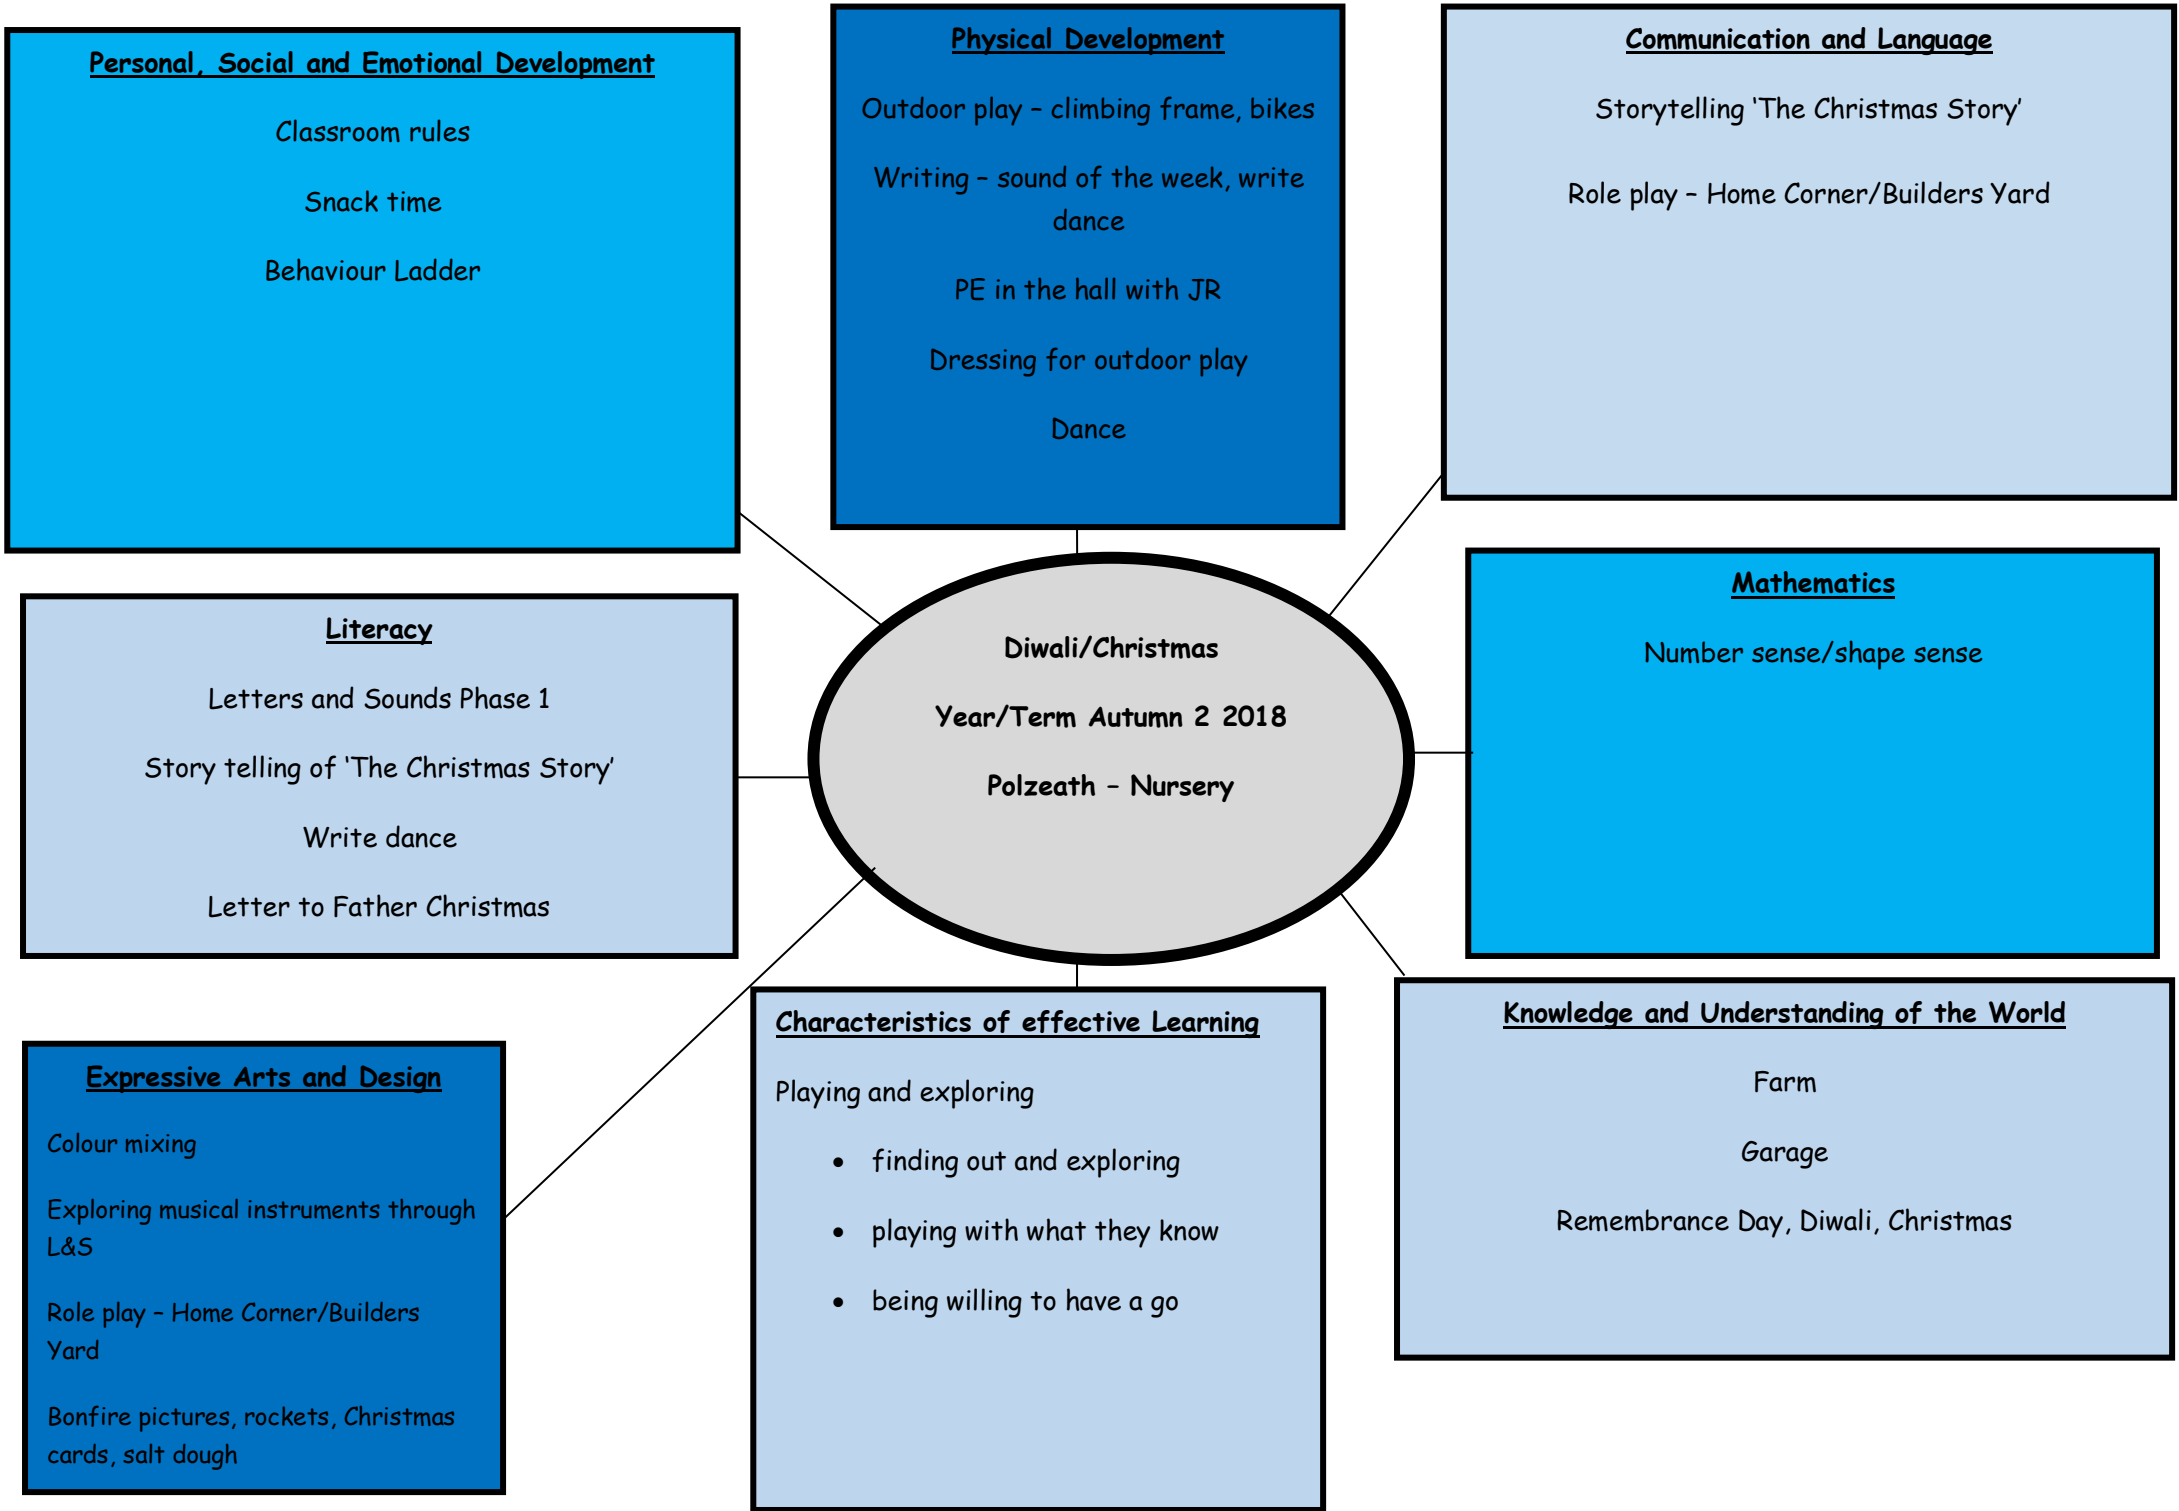 Personal, Social and Emotional Development
Classroom rules
Snack time
Behaviour Ladder
Physical Development
Outdoor play – climbing frame, bikes
Writing – sound of the week, write
dance
PE in the hall with JR
Dressing for outdoor play
Dance
Communication and Language
Storytelling ‘The Christmas Story’
Role play – Home Corner/Builders Yard
Literacy
Letters and Sounds Phase 1
Story telling of ‘The Christmas Story’
Write dance
Letter to Father Christmas
Diwali/Christmas
Year/Term Autumn 2 2018
Polzeath – Nursery
Mathematics
Number sense/shape sense
Expressive Arts and Design
Colour mixing
Exploring musical instruments through
L&S
Role play – Home Corner/Builders
Yard
Bonfire pictures, rockets, Christmas
cards, salt dough
Characteristics of effective Learning
Playing and exploring
• finding out and exploring
• playing with what they know
• being willing to have a go
Knowledge and Understanding of the World
Farm
Garage
Remembrance Day, Diwali, Christmas